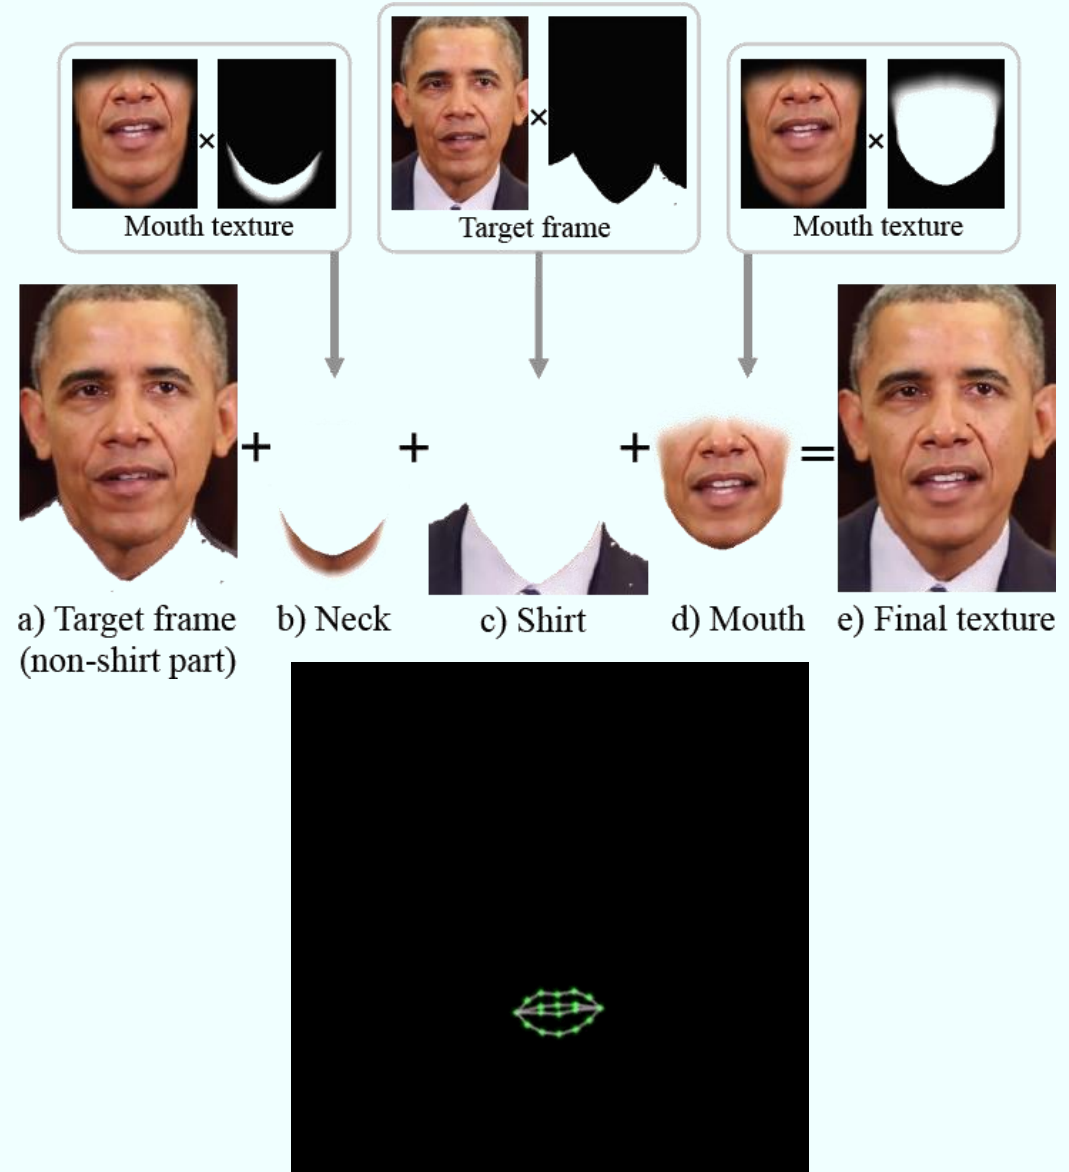 Mouth texture
Target frame
Mouth texture
a) Target frame
(non-shirt part)
b) Neck
c) Shirt
d) Mouth
e) Final texture